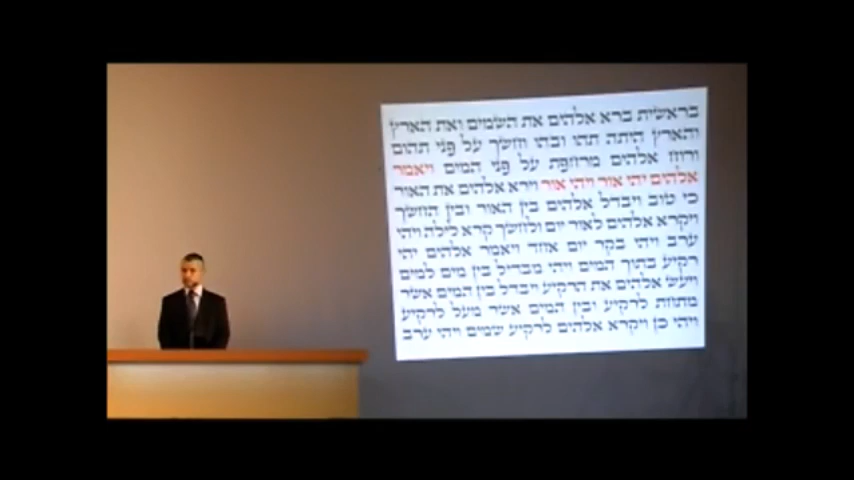 בראשית ברא אלהים את השמים ואת הארץ
והארץ היתה תהו ובהו וחשך על פני תהום
ורוח אלהים מרחפת על פני המים ויאמר
אלהים יהי אור ויהי אור וירא אלהים את האור
כי טוב ויבדל אלהים בין האור ובין החשך
ויקרא אלהים לאור יום ולחשך קרא לילה ויהי
ערב ויהי בקר יום אחד ויאמר אלהים יהי
רקיע בתוך המים ויהי מבדיל בין מים למים
ויעש אלהים את הרקיע ויבדל בין המים אשר
מתחת לרקיע ובין המים אשר מעל לרקיע
ויהי כן ויקרא אלהים לרקיע שמים ויהי ערב